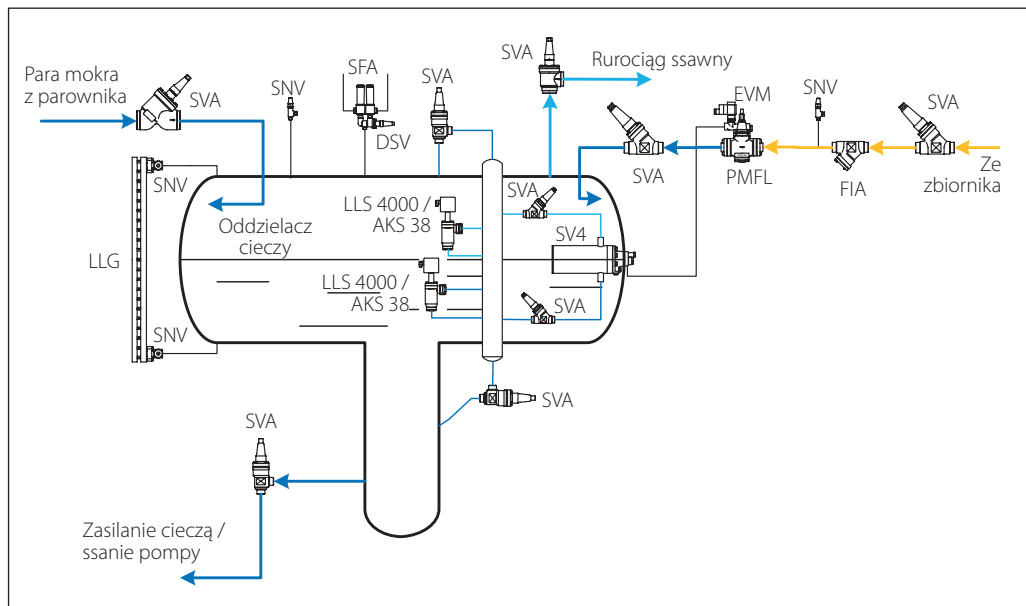 Para mokra
z parownika
SVA
SNV
SFA
DSV
SVA
SVA
Rurociąg ssawny
EVM
SNV
SVA
SVA
PMFL
FIA
Ze
zbiornika
SNV
LLG
SNV
Oddzielacz
cieczy
LLS 4000 /
AKS 38
LLS 4000 /
AKS 38
SVA
SV4
SVA
SVA
SVA
Zasilanie cieczą /
ssanie pompy